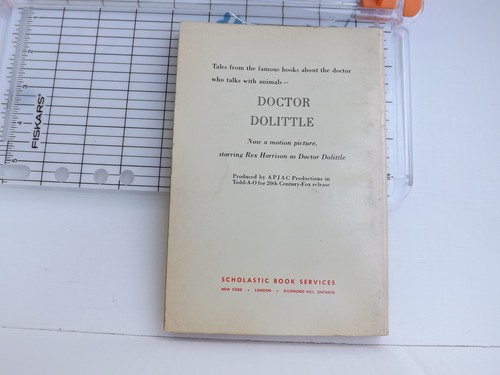 Tales from the famous books about the doctor
who talks with animals—
DOCTOR
DOLITTLE
Now a motion picture,
starring Rex Harrison as Doctor Dolittle
Produced by APJAC Productions in
Todd-A-O for 20th Century-Fox release
SCHOLASTIC BOOK SERVICES
NEW YORK • LONDON • RICHMOND HILL, ONTARIO
FISKARS